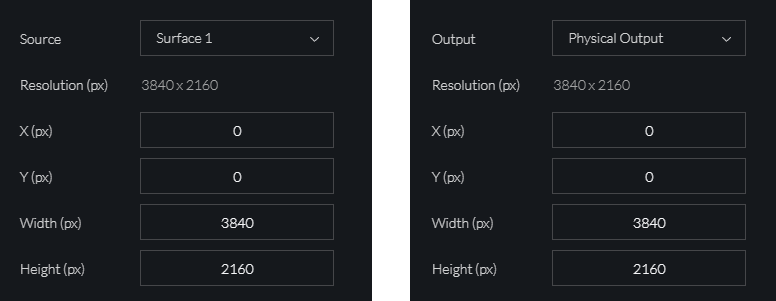 Source Surface 1
Resolution (px) 3840 x 2160
X (px) 0
Y (px) 0
Width (px) 3840
Height (px) 2160
Output Physical Output
Resolution (px) 3840 x 2160
X (px) 0
Y (px) 0
Width (px) 3840
Height (px) 2160